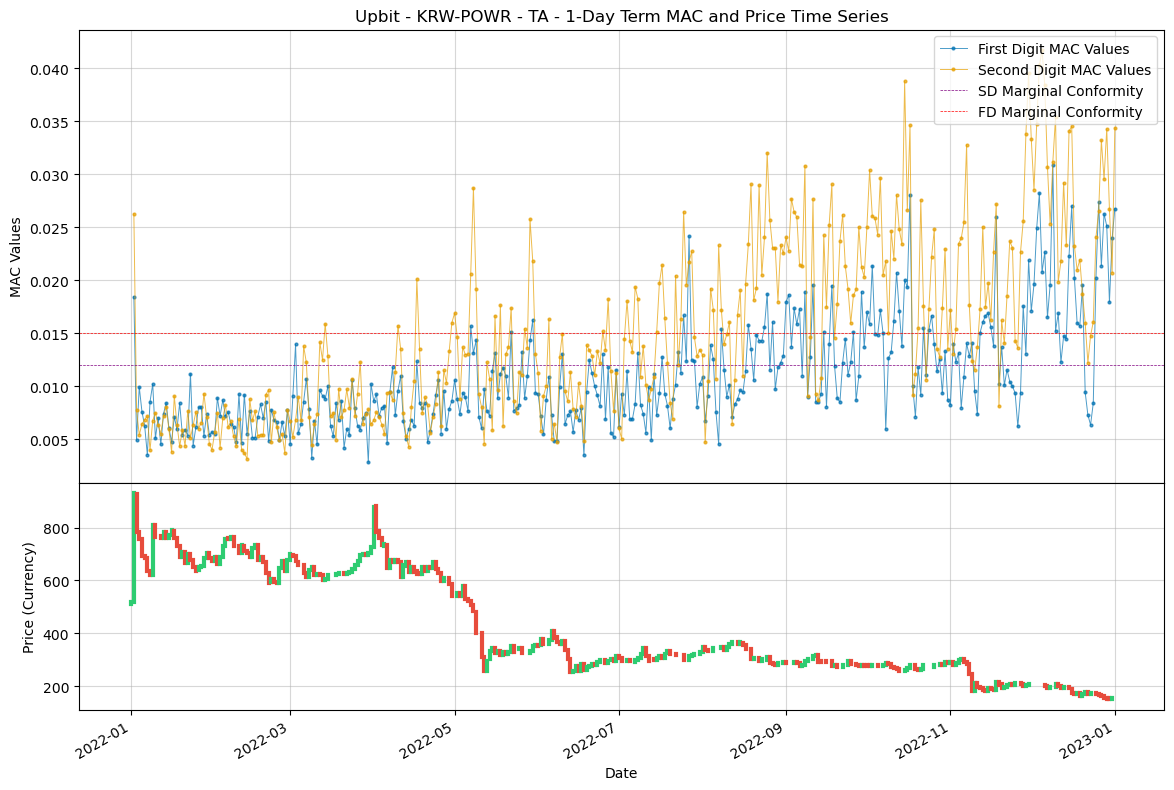 Upbit - KRW-POWR - TA - 1-Day Term MAC and Price Time Series
First Digit MAC Values
Second Digit MAC Values
SD Marginal Conformity
FD Marginal Conformity
0.040
0.035
0.030
0.025
0.020
0.015
0.010
0.005
MAC Values
800
600
400
200
Price (Currency)
2022-01
2022-03
2022-05
2022-07
2022-09
2022-11
2023-01
Date